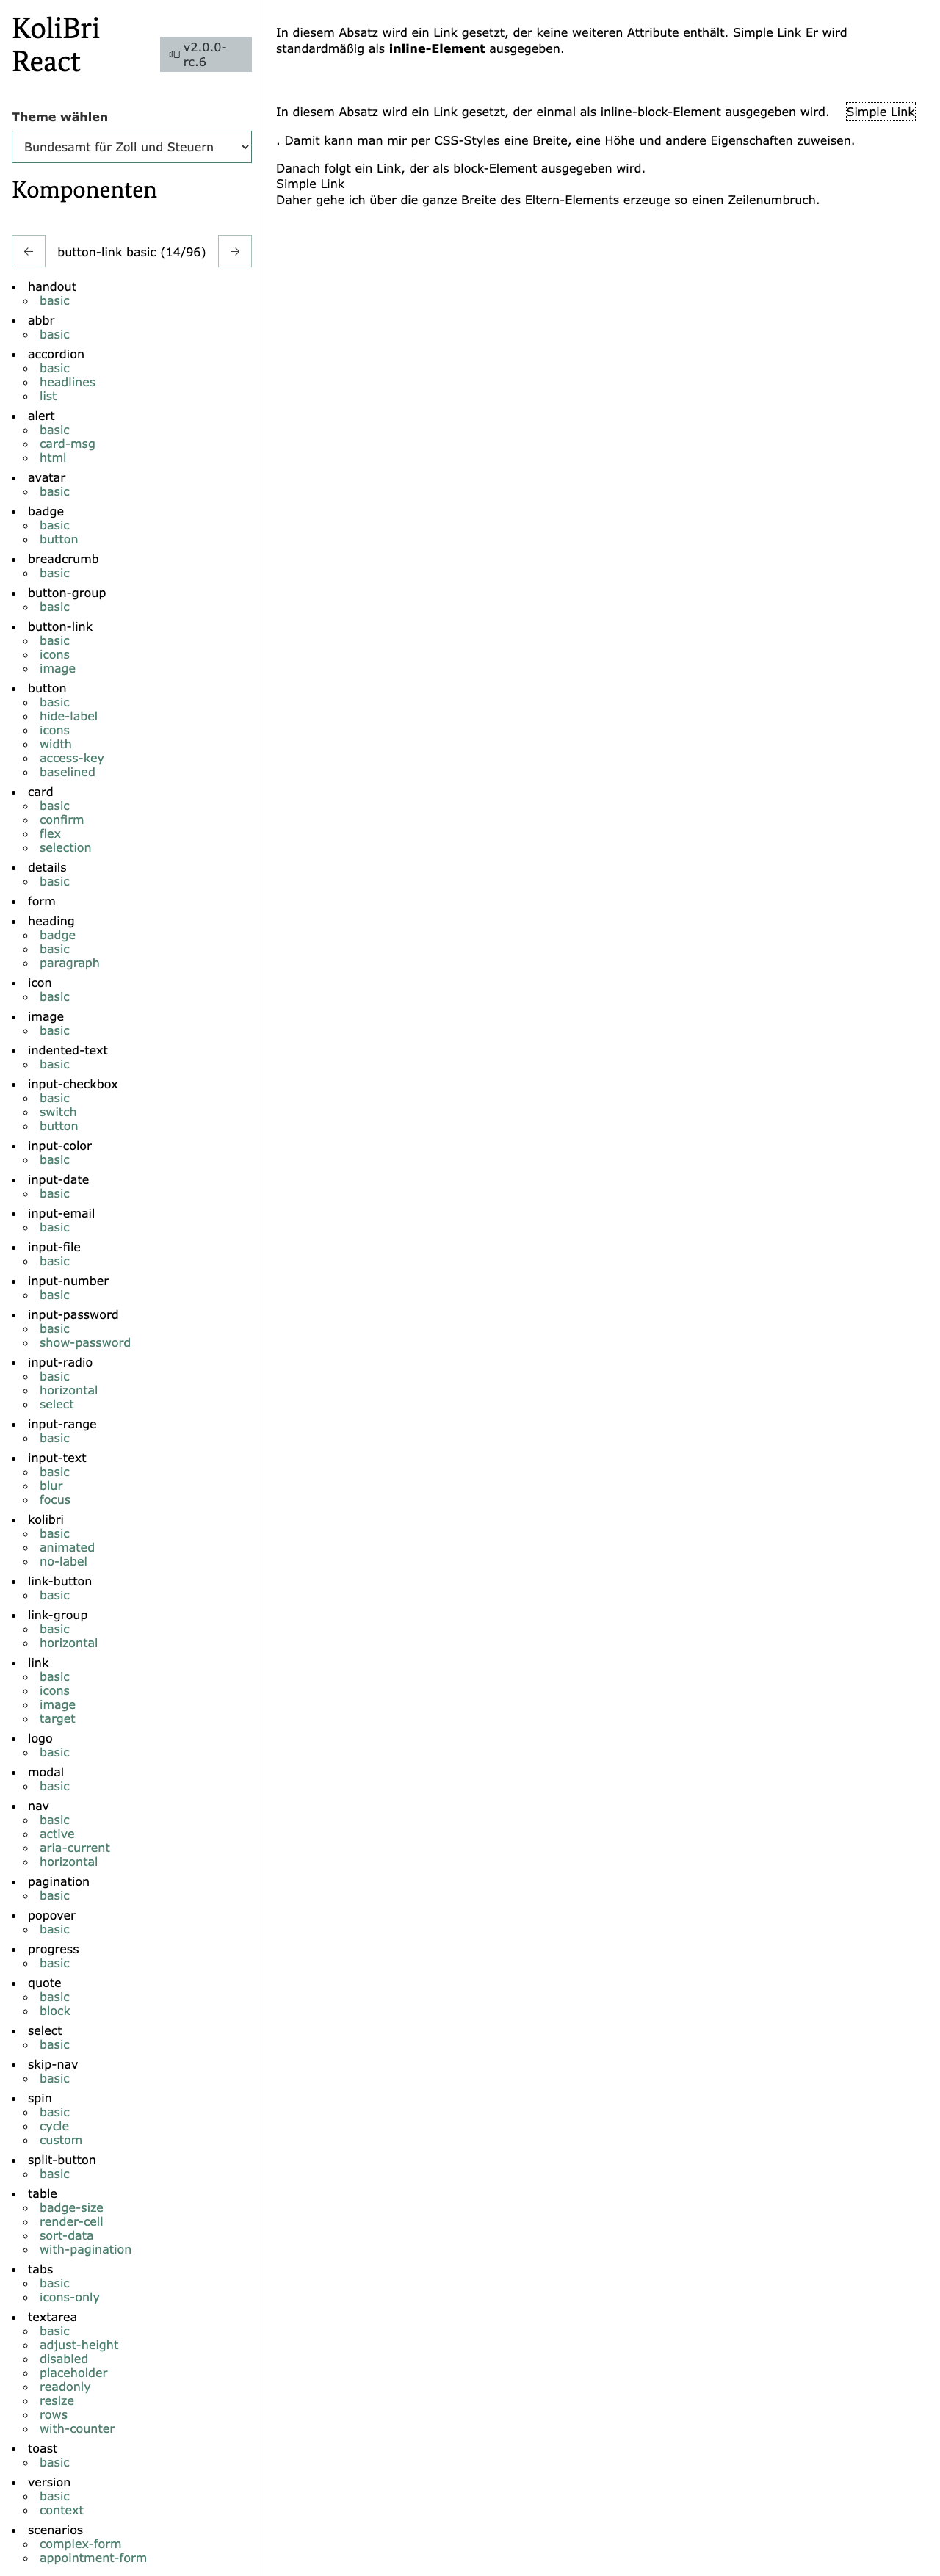 KoliBri
React
v2.0.0-
rc.6
Theme wählen
Bundesamt für Zoll und Steuern
Komponenten
← button-link basic (14/96) →
handout
basic
abbr
basic
accordion
basic
headlines
list
alert
basic
card-msg
html
avatar
basic
badge
basic
button
breadcrumb
basic
button-group
basic
button-link
basic
icons
image
button
basic
hide-label
icons
width
access-key
baselined
card
basic
confirm
flex
selection
details
basic
form
heading
badge
basic
paragraph
icon
basic
image
basic
indented-text
basic
input-checkbox
basic
switch
button
input-color
basic
input-date
basic
input-email
basic
input-file
basic
input-number
basic
input-password
basic
show-password
input-radio
basic
horizontal
select
input-range
basic
input-text
basic
blur
focus
kolibri
basic
animated
no-label
link-button
basic
link-group
basic
horizontal
link
basic
icons
image
target
logo
basic
modal
basic
nav
basic
active
aria-current
horizontal
pagination
basic
popover
basic
progress
basic
quote
basic
block
select
basic
skip-nav
basic
spin
basic
cycle
custom
split-button
basic
table
badge-size
render-cell
sort-data
with-pagination
tabs
basic
icons-only
textarea
basic
adjust-height
disabled
placeholder
readonly
resize
rows
with-counter
toast
basic
version
basic
context
scenarios
complex-form
appointment-form
In diesem Absatz wird ein Link gesetzt, der keine weiteren Attribute enthält. Simple Link Er wird
standardmäßig als inline-Element ausgegeben.
In diesem Absatz wird ein Link gesetzt, der einmal als inline-block-Element ausgegeben wird. Simple Link
. Damit kann man mir per CSS-Styles eine Breite, eine Höhe und andere Eigenschaften zuweisen.
Danach folgt ein Link, der als block-Element ausgegeben wird.
Simple Link
Daher gehe ich über die ganze Breite des Eltern-Elements erzeuge so einen Zeilenumbruch.